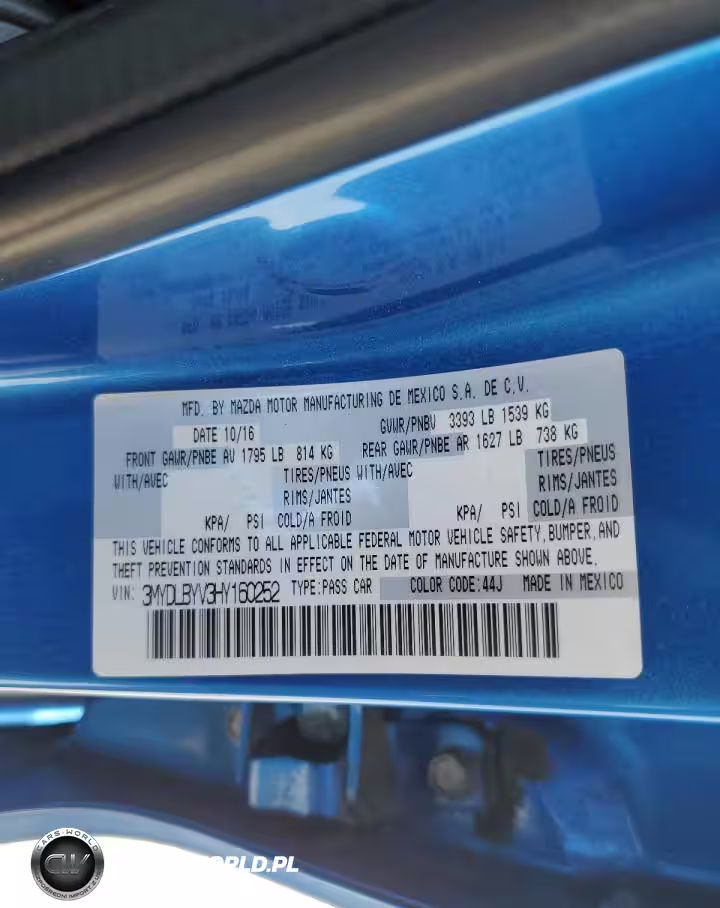 MFD. BY MAZDA MOTOR MANUFACTURING DE MEXICO S.A. DE C.V.
DATE 10/16 GVWR/PNBV 3393 LB 1539 KG
FRONT GAWR/PNBE AV 1795 LB 814 KG REAR GAWR/PNBE AR 1627 LB 738 KG
WITH/AVEC TIRES/PNEUS WITH/AVEC TIRES/PNEUS
RIMS/JANTES RIMS/JANTES
KPA/ PSI COLD/A FROID KPA/ PSI COLD/A FROID
THIS VEHICLE CONFORMS TO ALL APPLICABLE FEDERAL MOTOR VEHICLE SAFETY, BUMPER, AND
THEFT PREVENTION STANDARDS IN EFFECT ON THE DATE OF MANUFACTURE SHOWN ABOVE.
VIN: 3MYDLBYV3HY160252 TYPE:PASS CAR COLOR CODE:44J MADE IN MEXICO
CARS-WORLD
CW
ORLD.PL